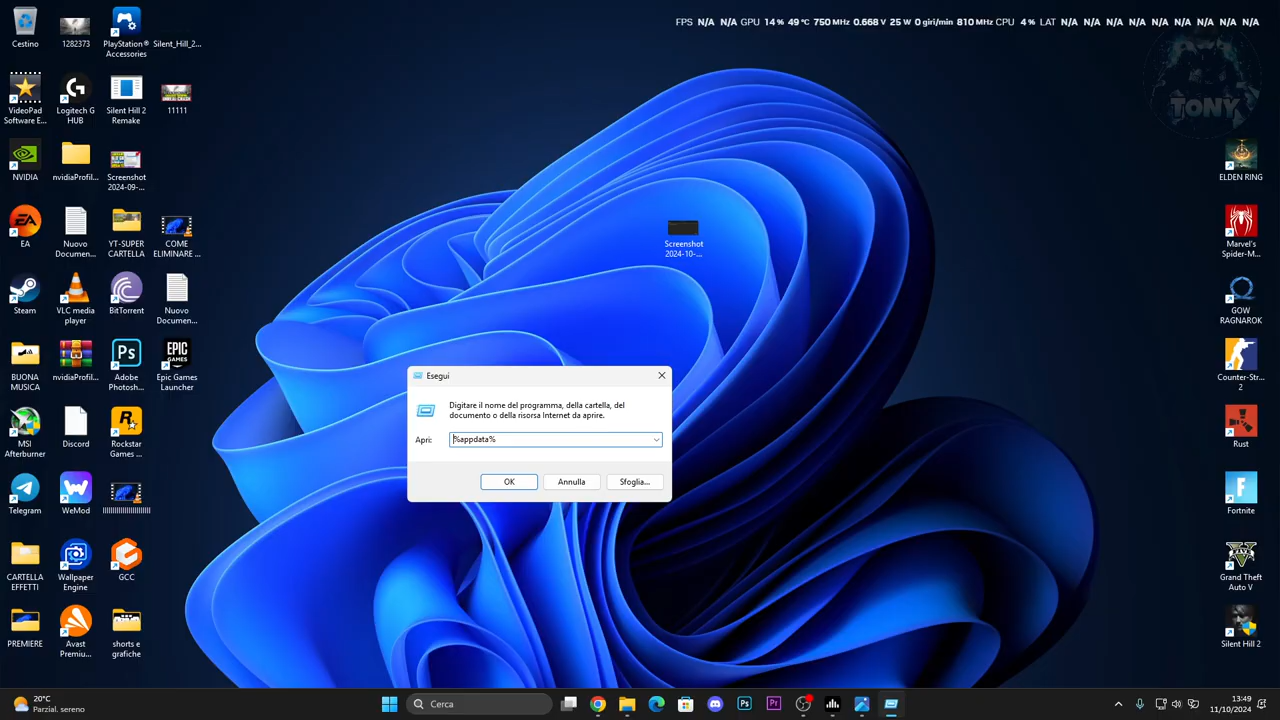 FPS N/A N/A GPU 14 % 49 °C 750 MHz 0.668 V 25 W 0 giri/min 810 MHz CPU 4 % LAT N/A N/A N/A N/A N/A N/A N/A N/A N/A
Cestino
1282373
PlayStation®
Accessories
Silent_Hill_2...
VideoPad
Software E...
Logitech G
HUB
Silent Hill 2
Remake
11111
NVIDIA
nvidiaProfil...
Screenshot
2024-09-...
EA
Nuovo
Documen...
YT-SUPER
CARTELLA
COME
ELIMINARE ...
Steam
VLC media
player
BitTorrent
Nuovo
Documen...
BUONA
MUSICA
nvidiaProfil...
Adobe
Photosh...
Epic Games
Launcher
MSI
Afterburner
Discord
Rockstar
Games ...
Telegram
WeMod
CARTELLA
EFFETTI
Wallpaper
Engine
GCC
PREMIERE
Avast
Premiu...
shorts e
grafiche
Screenshot
2024-10-...
TONY
ELDEN RING
Marvel's
Spider-M...
GOW
RAGNAROK
Counter-Str...
2
Rust
Fortnite
Grand Theft
Auto V
Silent Hill 2
Esegui
Digitare il nome del programma, della cartella, del
documento o della risorsa Internet da aprire.
Apri:
%appdata%
OK
Annulla
Sfoglia...
20°C
Parzial. sereno
Cerca
13:49
11/10/2024